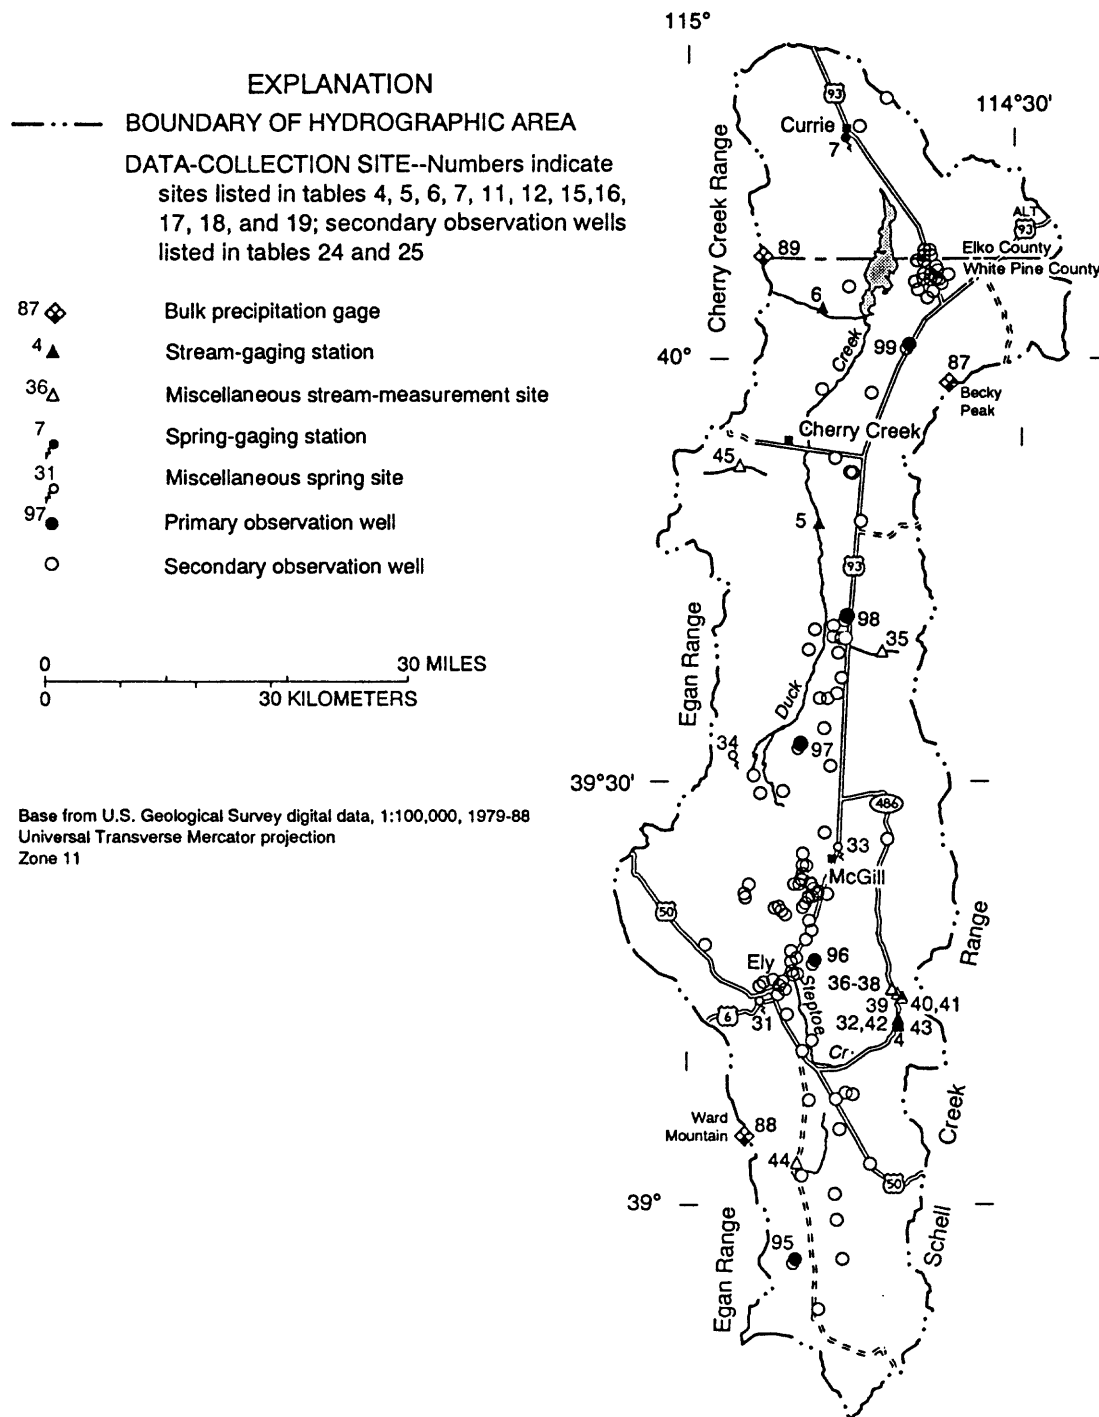 EXPLANATION
BOUNDARY OF HYDROGRAPHIC AREA
DATA-COLLECTION SITE--Numbers indicate
sites listed in tables 4, 5, 6, 7, 11, 12, 15,16,
17, 18, and 19; secondary observation wells
listed in tables 24 and 25
87 Bulk precipitation gage
4 Stream-gaging station
36 Miscellaneous stream-measurement site
7 Spring-gaging station
31 Miscellaneous spring site
97 Primary observation well
Secondary observation well
0 30 MILES
0 30 KILOMETERS
Base from U.S. Geological Survey digital data, 1:100,000, 1979-88
Universal Transverse Mercator projection
Zone 11
115°
114°30'
93
Currie
7
Cherry Creek Range
ALT
93
Elko County
White Pine County
89
6
Creek
99
40°
87
Becky
Peak
Cherry Creek
45
5
93
98
35
Egan Range
Duck
34
97
39°30'
486
33
McGill
50
Range
96
Ely
36-38
Steptoe
39
40,41
6
31
32,42
43
4
Cr.
Creek
Ward
Mountain
88
44
50
39°
Schell
Egan Range
95